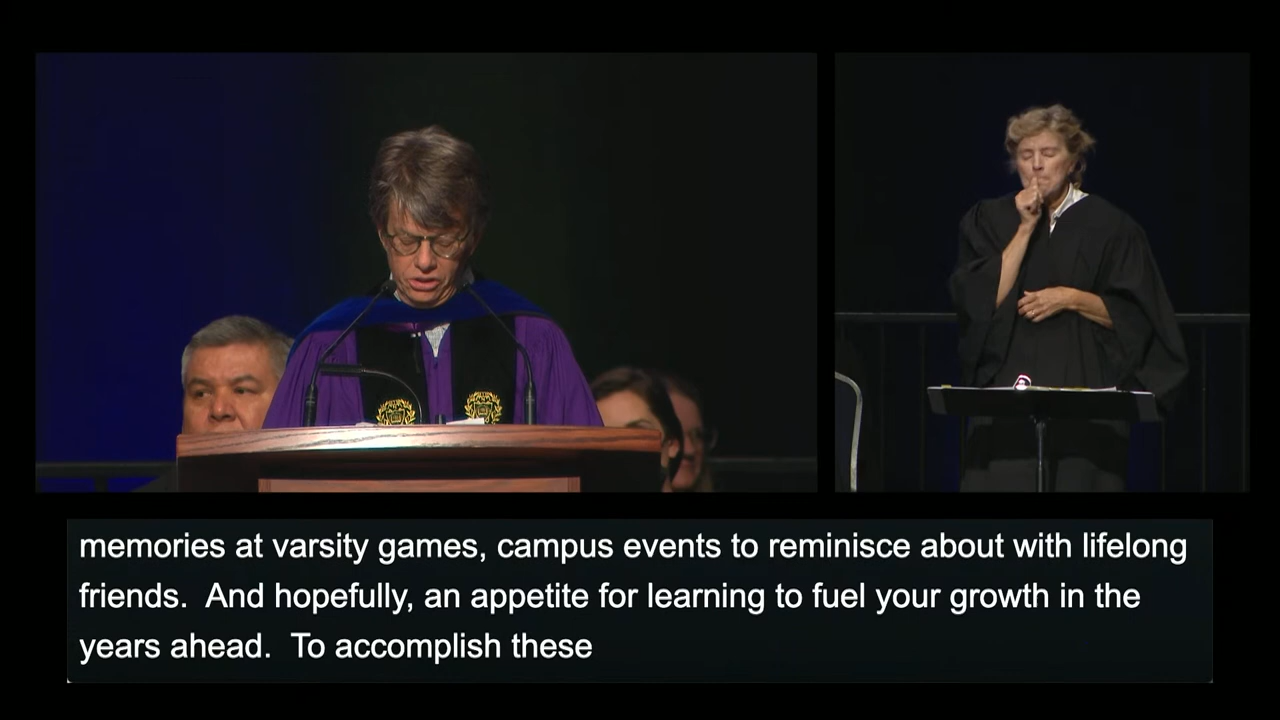 memories at varsity games, campus events to reminisce about with lifelong
friends.  And hopefully, an appetite for learning to fuel your growth in the
years ahead.  To accomplish these